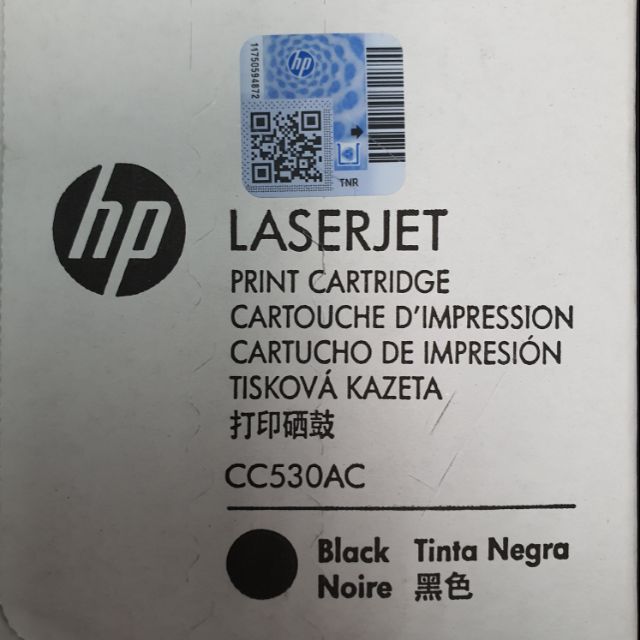 11750594872
hp
TNR
hp
LASERJET
PRINT CARTRIDGE
CARTOUCHE D'IMPRESSION
CARTUCHO DE IMPRESIÓN
TISKOVÁ KAZETA
打印硒鼓
CC530AC
Black Tinta Negra
Noire 黑色